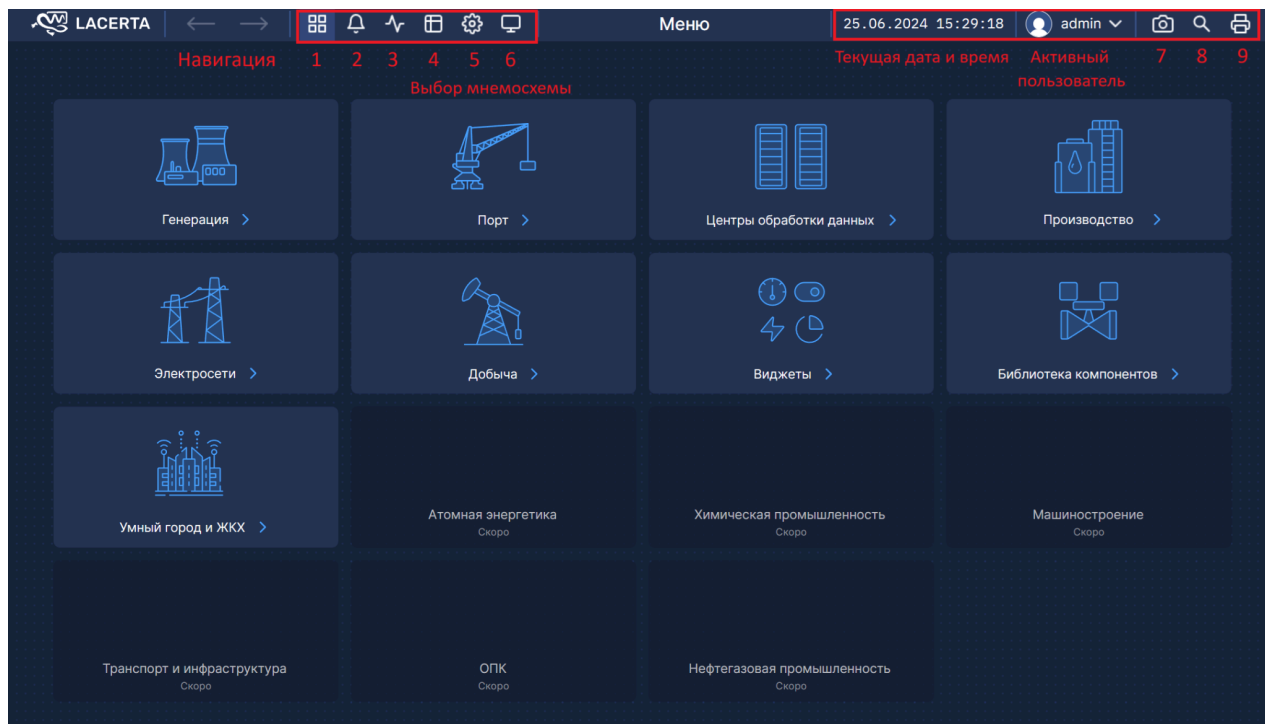 LACERTA
Меню
25.06.2024 15:29:18
admin
Навигация 1 2 3 4 5 6
Текущая дата и время
Активный
пользователь
7 8 9
Выбор мнемосхемы
Генерация
Порт
Центры обработки данных
Производство
Электросети
Добыча
Виджеты
Библиотека компонентов
Умный город и ЖКХ
Атомная энергетика
Скоро
Химическая промышленность
Скоро
Машиностроение
Скоро
Транспорт и инфраструктура
Скоро
ОПК
Скоро
Нефтегазовая промышленность
Скоро